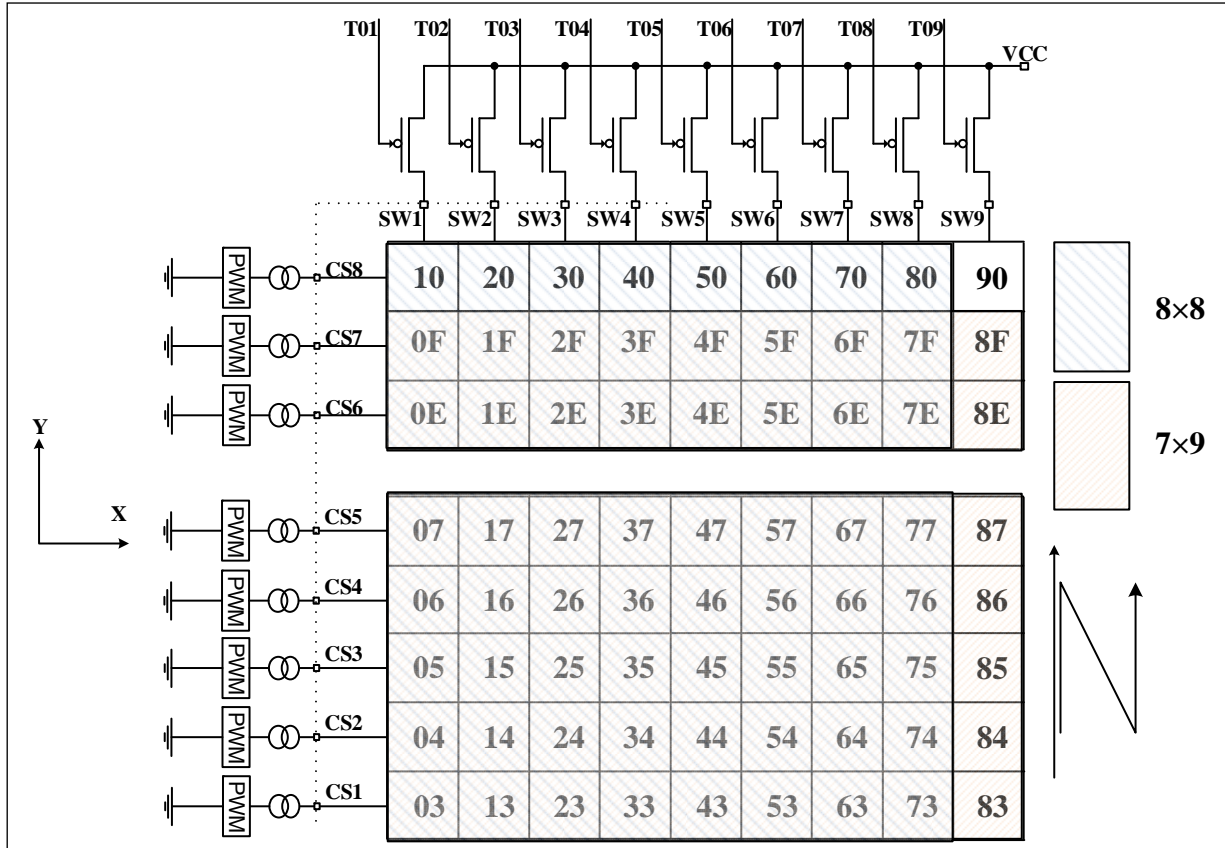 T01 T02 T03 T04 T05 T06 T07 T08 T09
VCC
SW1 SW2 SW3 SW4 SW5 SW6 SW7 SW8 SW9
PWM CS8 10 20 30 40 50 60 70 80 90
8×8
PWM CS7 0F 1F 2F 3F 4F 5F 6F 7F 8F
PWM CS6 0E 1E 2E 3E 4E 5E 6E 7E 8E
7×9
Y
X
PWM CS5 07 17 27 37 47 57 67 77 87
PWM CS4 06 16 26 36 46 56 66 76 86
PWM CS3 05 15 25 35 45 55 65 75 85
PWM CS2 04 14 24 34 44 54 64 74 84
PWM CS1 03 13 23 33 43 53 63 73 83